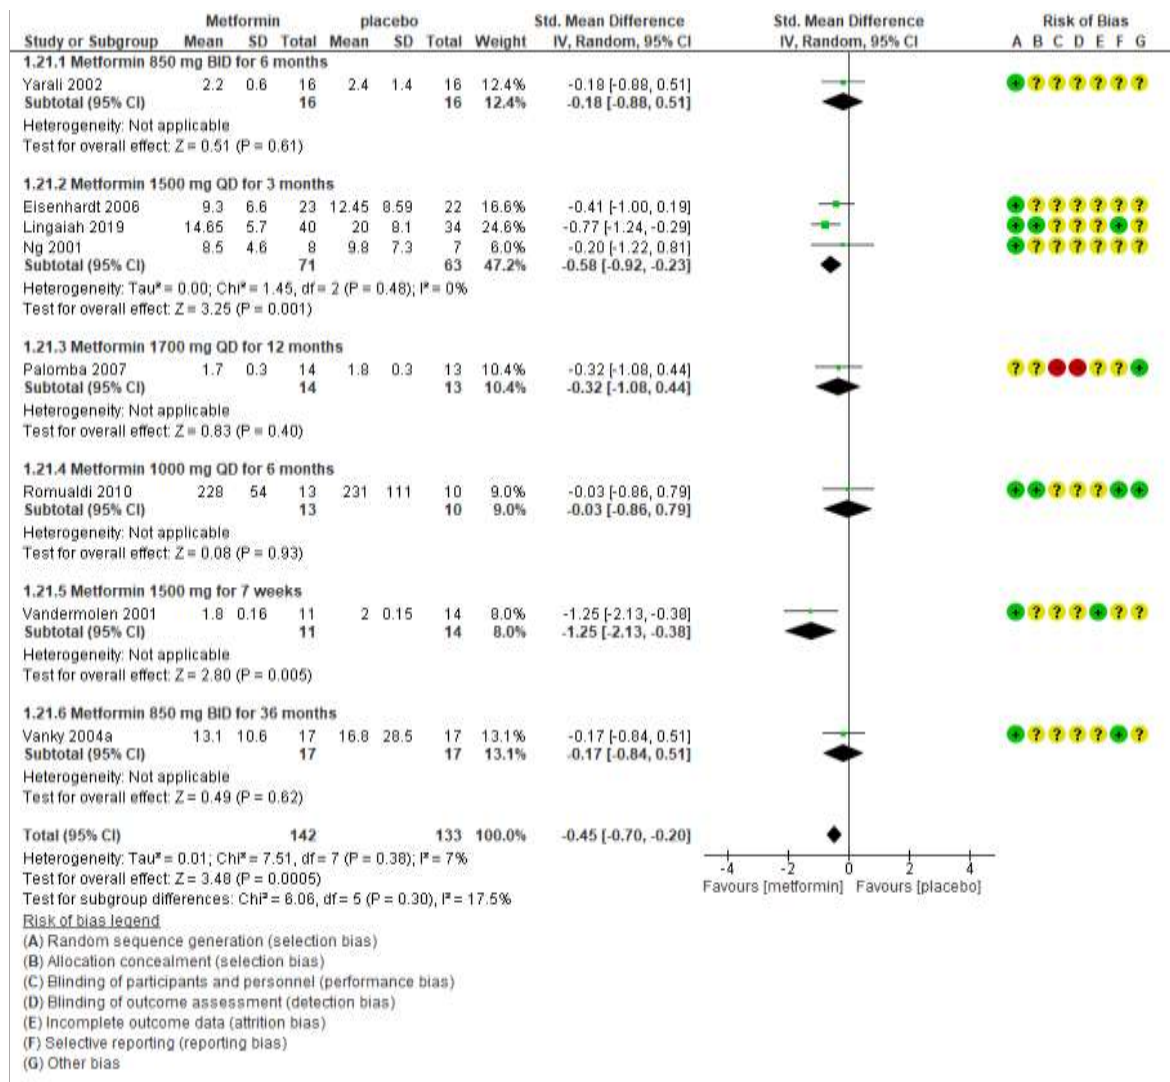 Metformin placebo Std. Mean Difference Std. Mean Difference Risk of Bias
Study or Subgroup Mean SD Total Mean SD Total Weight IV, Random, 95% CI IV, Random, 95% CI A B C D E F G
1.21.1 Metformin 850 mg BID for 6 months
Yarali 2002 2.2 0.6 16 2.4 1.4 16 12.4% -0.18 [-0.88, 0.51] + ? ? ? ? ? ?
Subtotal (95% CI) 16 16 12.4% -0.18 [-0.88, 0.51]
Heterogeneity: Not applicable
Test for overall effect: Z = 0.51 (P = 0.61)
1.21.2 Metformin 1500 mg QD for 3 months
Eisenhardt 2006 9.3 6.6 23 12.45 8.59 22 16.6% -0.41 [-1.00, 0.19] + ? ? ? ? ? ?
Lingaiah 2019 14.65 5.7 40 20 8.1 34 24.6% -0.77 [-1.24, -0.29] + + ? ? ? + ?
Ng 2001 8.5 4.6 8 9.8 7.3 7 6.0% -0.20 [-1.22, 0.81] + ? ? ? ? ? ?
Subtotal (95% CI) 71 63 47.2% -0.58 [-0.92, -0.23]
Heterogeneity: Tau² = 0.00; Chi² = 1.45, df = 2 (P = 0.48); I² = 0%
Test for overall effect: Z = 3.25 (P = 0.001)
1.21.3 Metformin 1700 mg QD for 12 months
Palomba 2007 1.7 0.3 14 1.8 0.3 13 10.4% -0.32 [-1.08, 0.44] ? ? ? ? +
Subtotal (95% CI) 14 13 10.4% -0.32 [-1.08, 0.44]
Heterogeneity: Not applicable
Test for overall effect: Z = 0.83 (P = 0.40)
1.21.4 Metformin 1000 mg QD for 6 months
Romualdi 2010 228 54 13 231 111 10 9.0% -0.03 [-0.86, 0.79] + + ? ? ? + +
Subtotal (95% CI) 13 10 9.0% -0.03 [-0.86, 0.79]
Heterogeneity: Not applicable
Test for overall effect: Z = 0.08 (P = 0.93)
1.21.5 Metformin 1500 mg for 7 weeks
Vandermolen 2001 1.8 0.16 11 2 0.15 14 8.0% -1.25 [-2.13, -0.38] + ? ? ? + ? ?
Subtotal (95% CI) 11 14 8.0% -1.25 [-2.13, -0.38]
Heterogeneity: Not applicable
Test for overall effect: Z = 2.80 (P = 0.005)
1.21.6 Metformin 850 mg BID for 36 months
Vanky 2004a 13.1 10.6 17 16.8 28.5 17 13.1% -0.17 [-0.84, 0.51] + ? ? ? ? + ?
Subtotal (95% CI) 17 17 13.1% -0.17 [-0.84, 0.51]
Heterogeneity: Not applicable
Test for overall effect: Z = 0.49 (P = 0.62)
Total (95% CI) 142 133 100.0% -0.45 [-0.70, -0.20]
Heterogeneity: Tau² = 0.01; Chi² = 7.51, df = 7 (P = 0.38); I² = 7%
Test for overall effect: Z = 3.48 (P = 0.0005)
Test for subgroup differences: Chi² = 6.06, df = 5 (P = 0.30), I² = 17.5%
-4 -2 0 2 4
Favours [metformin] Favours [placebo]
Risk of bias legend
(A) Random sequence generation (selection bias)
(B) Allocation concealment (selection bias)
(C) Blinding of participants and personnel (performance bias)
(D) Blinding of outcome assessment (detection bias)
(E) Incomplete outcome data (attrition bias)
(F) Selective reporting (reporting bias)
(G) Other bias